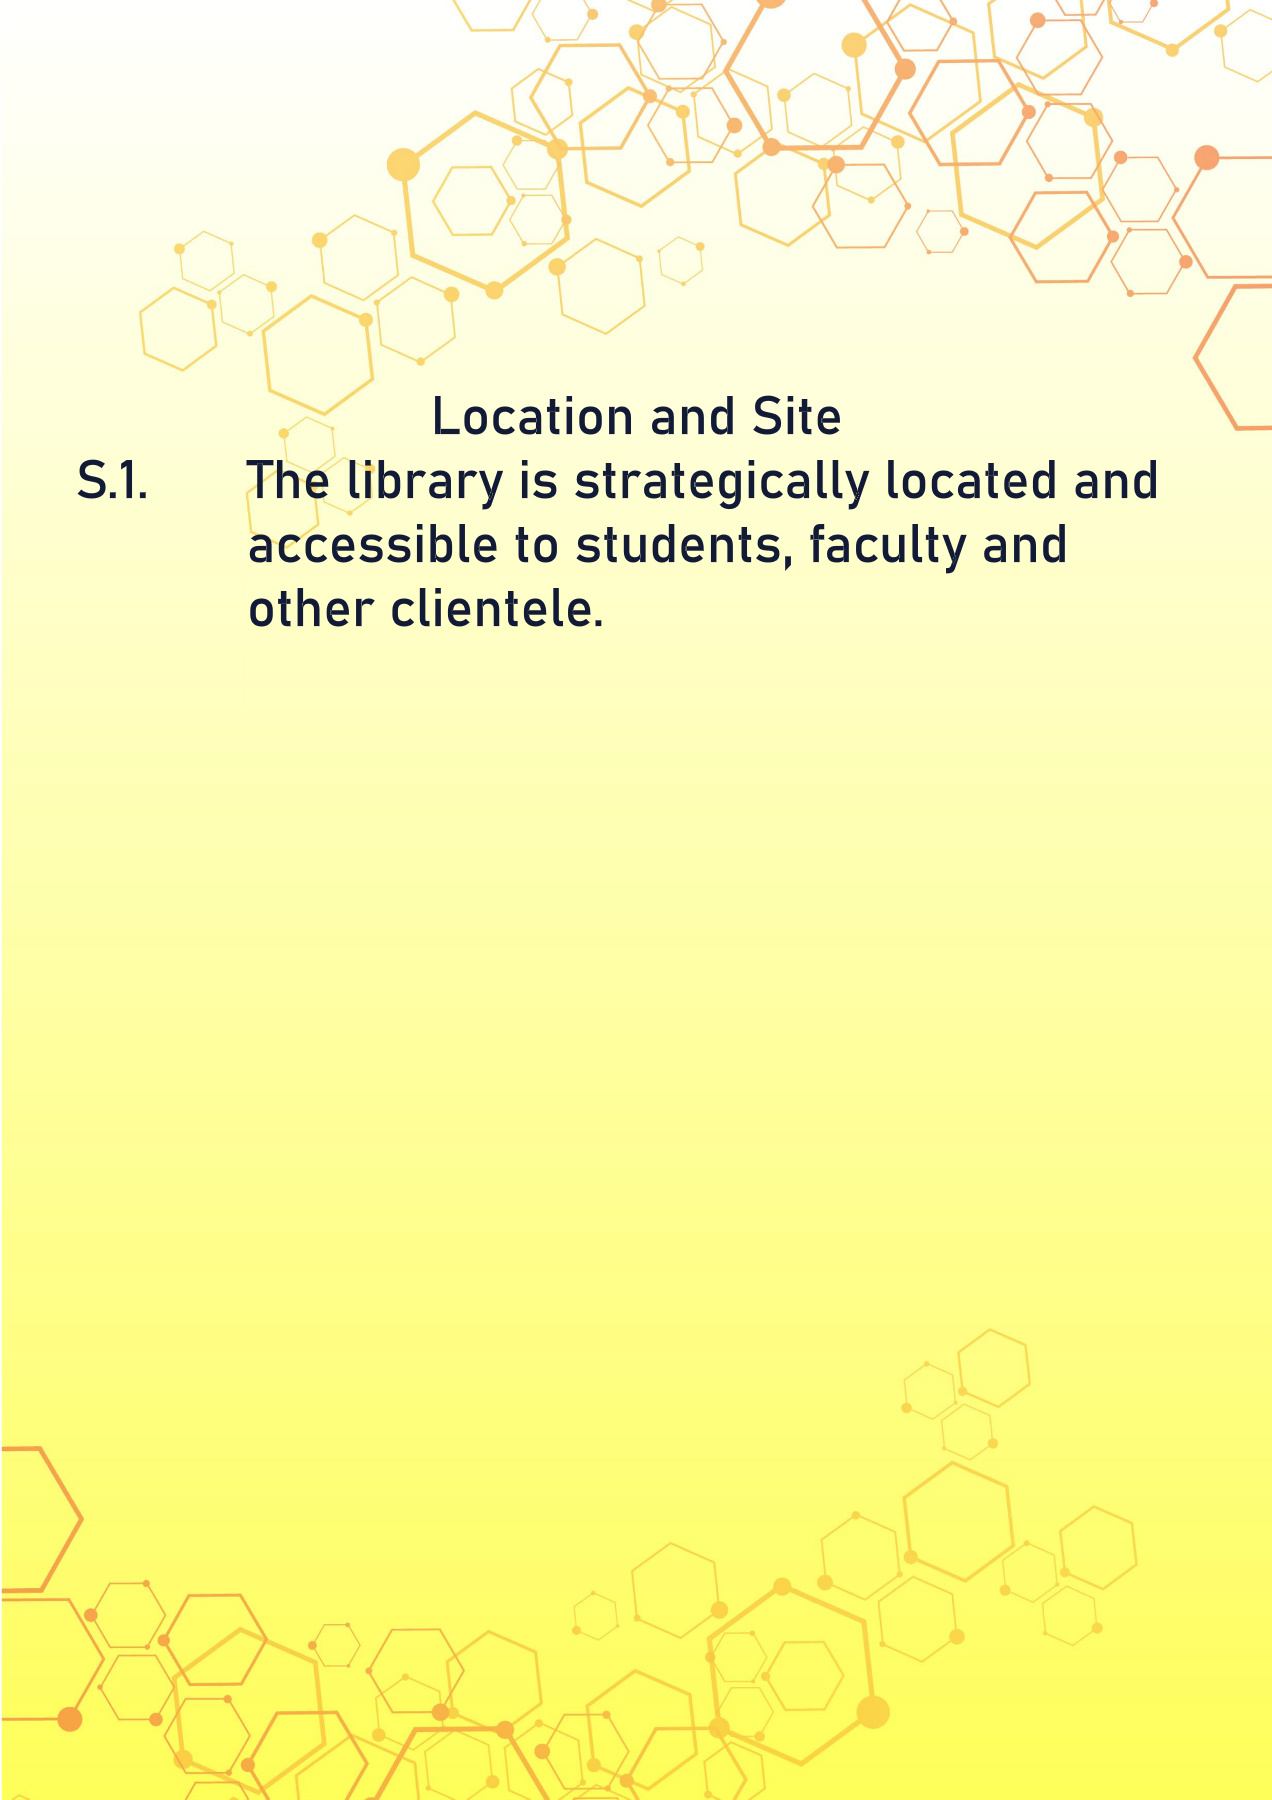 Location and Site
S.1. The library is strategically located and
accessible to students, faculty and
other clientele.